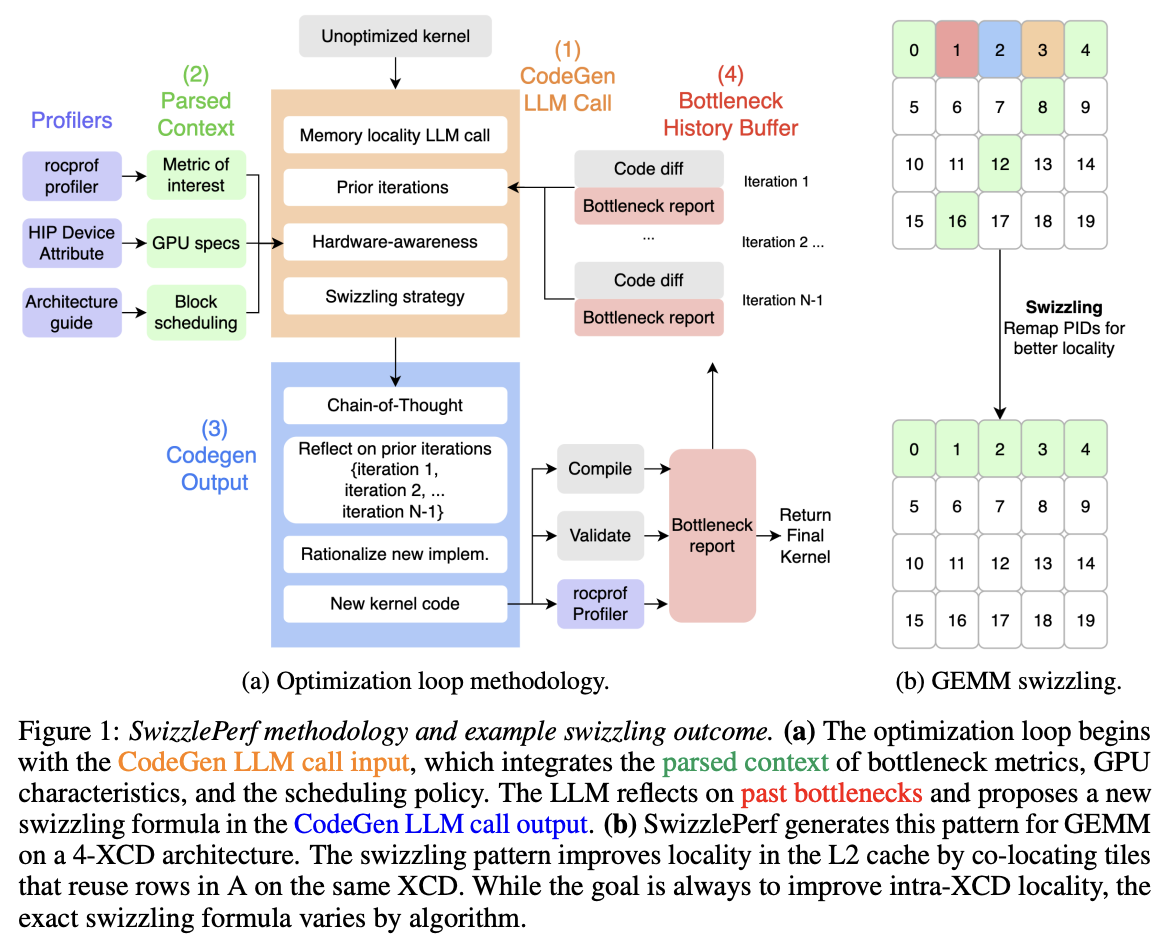 Unoptimized kernel
(1)
CodeGen
LLM Call
(2)
Parsed
Context
Profilers
(4)
Bottleneck
History Buffer
rocprof
profiler
Metric of
interest
HIP Device
Attribute
GPU specs
Architecture
guide
Block
scheduling
Memory locality LLM call
Prior iterations
Hardware-awareness
Swizzling strategy
Code diff
Bottleneck report
Iteration 1
...
Iteration 2 ...
Code diff
Bottleneck report
Iteration N-1
(3)
Codegen
Output
Chain-of-Thought
Reflect on prior iterations
{iteration 1,
iteration 2, ...
iteration N-1}
Rationalize new implem.
New kernel code
Compile
Validate
rocprof
Profiler
Bottleneck
report
Return
Final
Kernel
0 1 2 3 4
5 6 7 8 9
10 11 12 13 14
15 16 17 18 19
Swizzling
Remap PIDs for
better locality
0 1 2 3 4
5 6 7 8 9
10 11 12 13 14
15 16 17 18 19
(a) Optimization loop methodology.
(b) GEMM swizzling.
Figure 1: SwizzlePerf methodology and example swizzling outcome. (a) The optimization loop begins
with the CodeGen LLM call input, which integrates the parsed context of bottleneck metrics, GPU
characteristics, and the scheduling policy. The LLM reflects on past bottlenecks and proposes a new
swizzling formula in the CodeGen LLM call output. (b) SwizzlePerf generates this pattern for GEMM
on a 4-XCD architecture. The swizzling pattern improves locality in the L2 cache by co-locating tiles
that reuse rows in A on the same XCD. While the goal is always to improve intra-XCD locality, the
exact swizzling formula varies by algorithm.